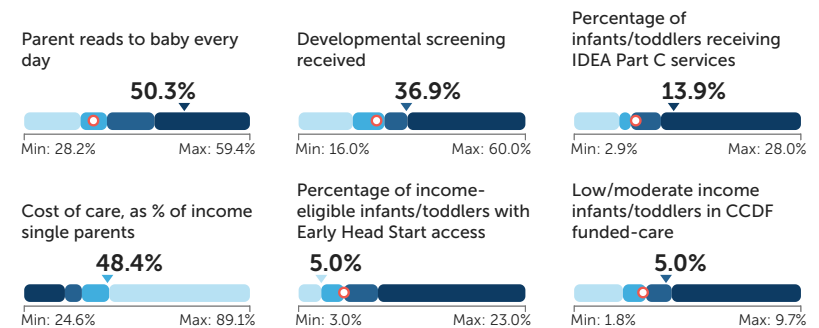 Parent reads to baby every
day
50.3%
Min: 28.2%
Max: 59.4%
Developmental screening
received
36.9%
Min: 16.0%
Max: 60.0%
Percentage of
infants/toddlers receiving
IDEA Part C services
13.9%
Min: 2.9%
Max: 28.0%
Cost of care, as % of income
single parents
48.4%
Min: 24.6%
Max: 89.1%
Percentage of income-
eligible infants/toddlers with
Early Head Start access
5.0%
Min: 3.0%
Max: 23.0%
Low/moderate income
infants/toddlers in CCDF
funded-care
5.0%
Min: 1.8%
Max: 9.7%